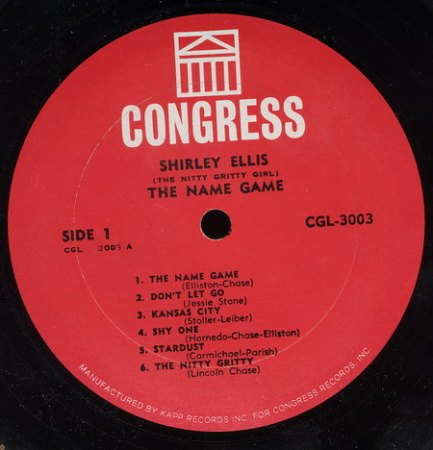 CONGRESS
SHIRLEY ELLIS
(THE NITTY GRITTY GIRL)
THE NAME GAME
SIDE 1
CGL 3003 A
CGL-3003
1. THE NAME GAME
(Elliston-Chase)
2. DON'T LET GO
(Jessie Stone)
3. KANSAS CITY
(Stoller-Leiber)
4. SHY ONE
(Hornedo-Chase-Elliston)
5. STARDUST
(Carmichael-Parish)
6. THE NITTY GRITTY
(Lincoln Chase)
MANUFACTURED BY KAPP RECORDS INC. FOR CONGRESS RECORDS, INC.